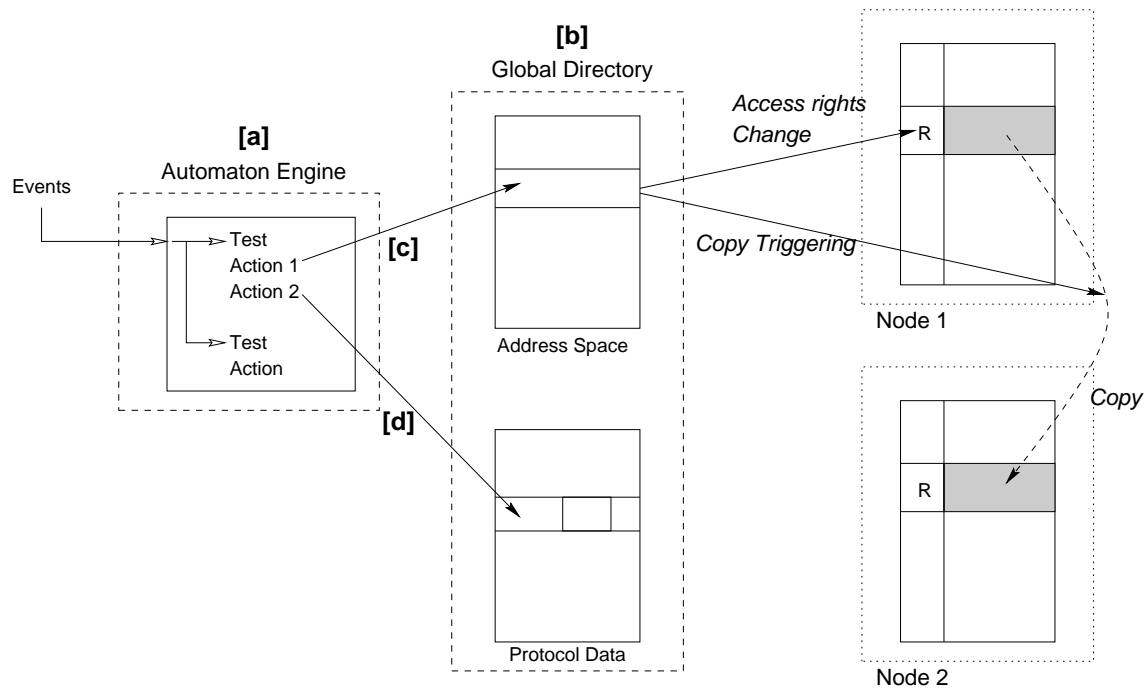 [a]
Automaton Engine
Events
Test
Action 1
Action 2
Test
Action
[b]
Global Directory
[c]
[d]
Address Space
Protocol Data
Access rights
Change
Copy Triggering
R
Node 1
Copy
R
Node 2